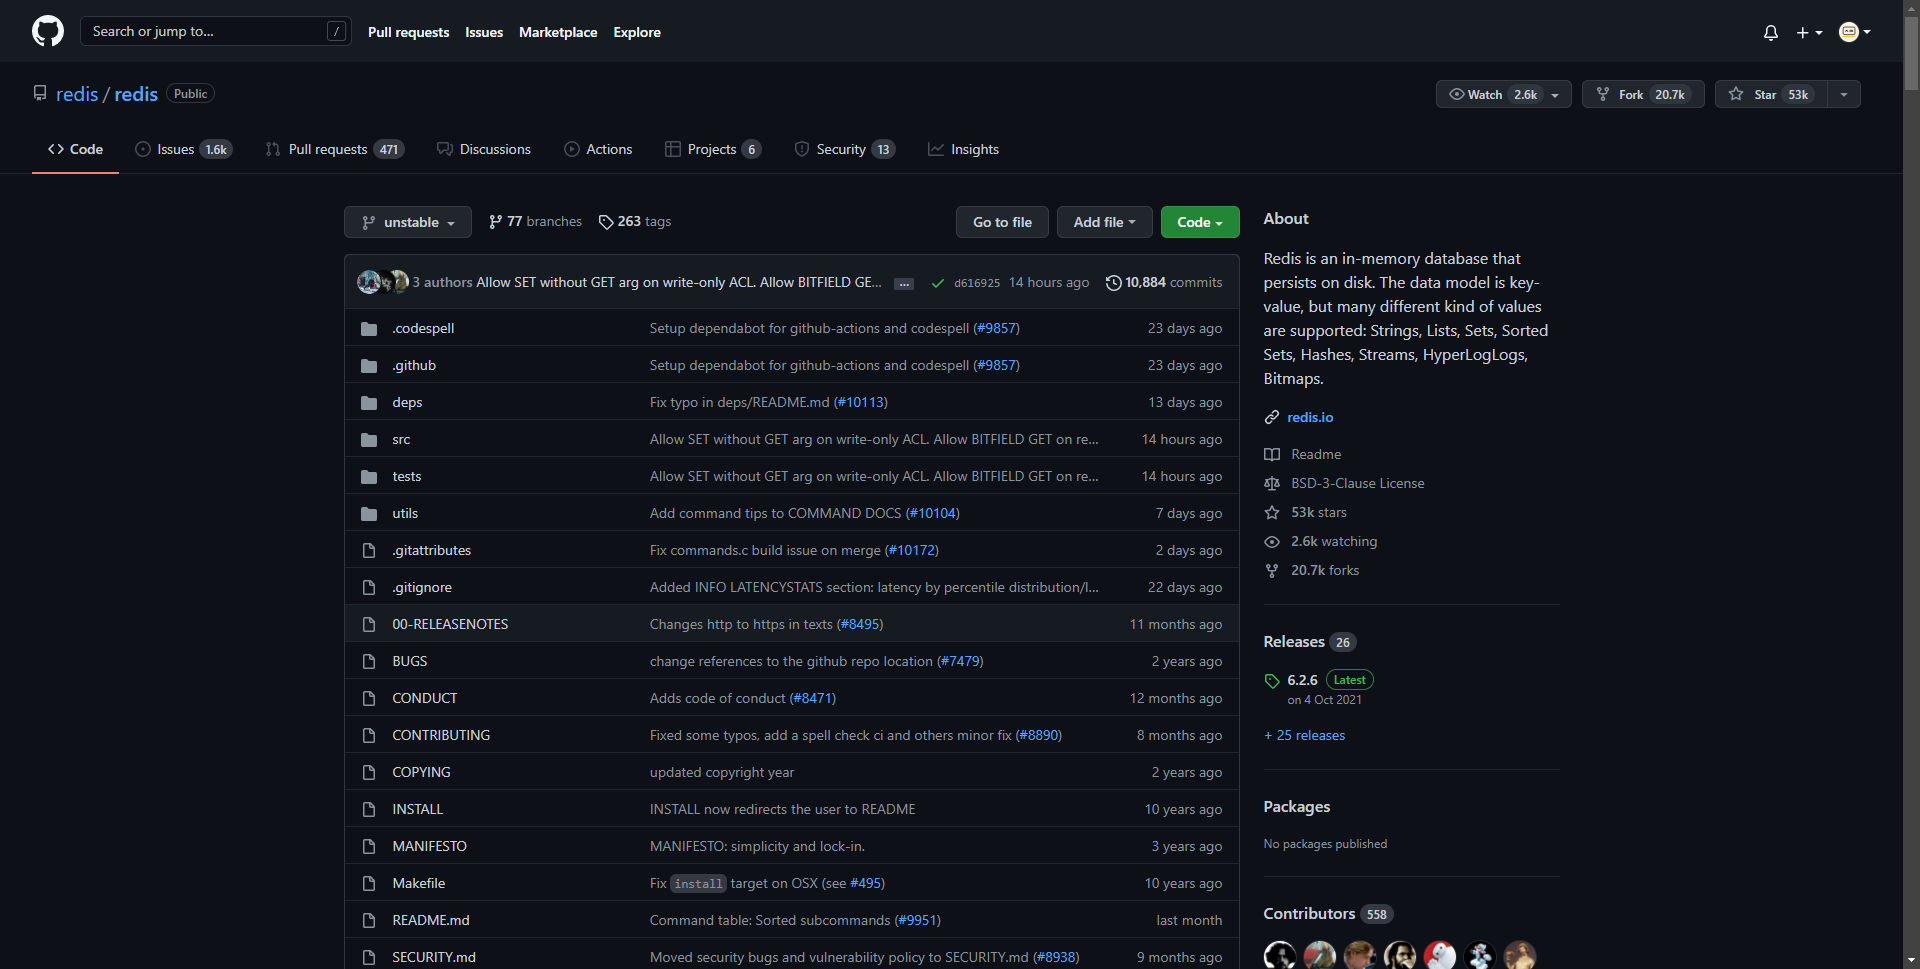 Search or jump to...
/
Pull requests
Issues
Marketplace
Explore
redis / redis
Public
Watch 2.6k
Fork 20.7k
Star 53k
Code
Issues 1.6k
Pull requests 471
Discussions
Actions
Projects 6
Security 13
Insights
unstable
77 branches
263 tags
Go to file
Add file
Code
3 authors Allow SET without GET arg on write-only ACL. Allow BITFIELD GE... ... d616925 14 hours ago 10,884 commits
.codespell Setup dependabot for github-actions and codespell (#9857) 23 days ago
.github Setup dependabot for github-actions and codespell (#9857) 23 days ago
deps Fix typo in deps/README.md (#10113) 13 days ago
src Allow SET without GET arg on write-only ACL. Allow BITFIELD GET on re... 14 hours ago
tests Allow SET without GET arg on write-only ACL. Allow BITFIELD GET on re... 14 hours ago
utils Add command tips to COMMAND DOCS (#10104) 7 days ago
.gitattributes Fix commands.c build issue on merge (#10172) 2 days ago
.gitignore Added INFO LATENCYSTATS section: latency by percentile distribution/l... 22 days ago
00-RELEASENOTES Changes http to https in texts (#8495) 11 months ago
BUGS change references to the github repo location (#7479) 2 years ago
CONDUCT Adds code of conduct (#8471) 12 months ago
CONTRIBUTING Fixed some typos, add a spell check ci and others minor fix (#8890) 8 months ago
COPYING updated copyright year 2 years ago
INSTALL INSTALL now redirects the user to README 10 years ago
MANIFESTO MANIFESTO: simplicity and lock-in. 3 years ago
Makefile Fix install target on OSX (see #495) 10 years ago
README.md Command table: Sorted subcommands (#9951) last month
SECURITY.md Moved security bugs and vulnerability policy to SECURITY.md (#8938) 9 months ago
About
Redis is an in-memory database that
persists on disk. The data model is key-
value, but many different kind of values
are supported: Strings, Lists, Sets, Sorted
Sets, Hashes, Streams, HyperLogLogs,
Bitmaps.
redis.io
Readme
BSD-3-Clause License
53k stars
2.6k watching
20.7k forks
Releases 26
6.2.6 Latest
on 4 Oct 2021
+ 25 releases
Packages
No packages published
Contributors 558